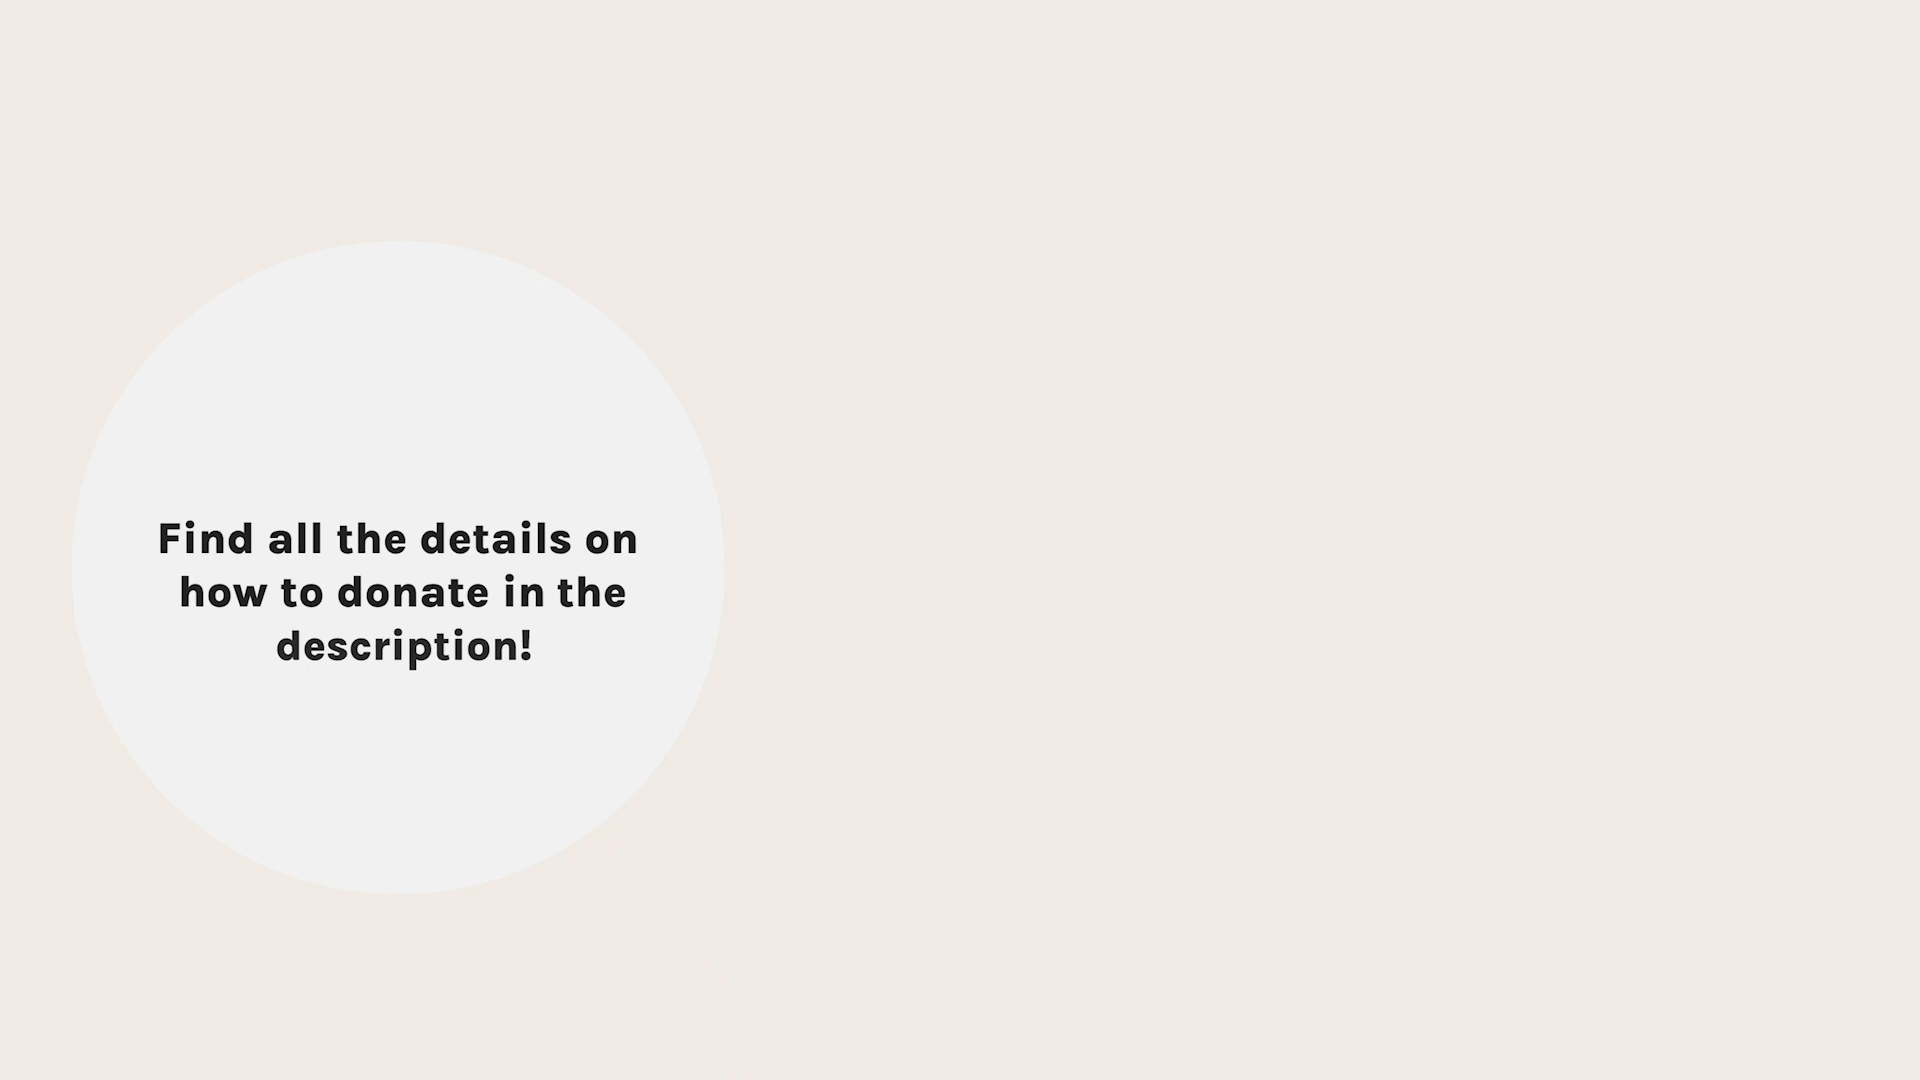 Find all the details on
how to donate in the
description!